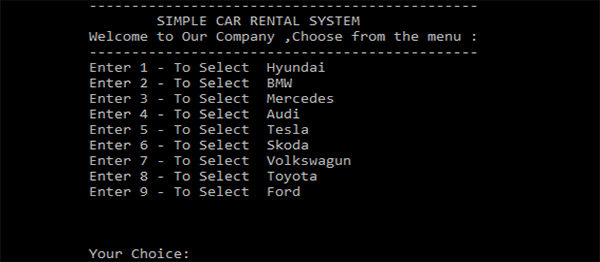 ----------------------------------------------
SIMPLE CAR RENTAL SYSTEM
Welcome to Our Company ,Choose from the menu :
----------------------------------------------
Enter 1 - To Select  Hyundai
Enter 2 - To Select  BMW
Enter 3 - To Select  Mercedes
Enter 4 - To Select  Audi
Enter 5 - To Select  Tesla
Enter 6 - To Select  Skoda
Enter 7 - To Select  Volkswagun
Enter 8 - To Select  Toyota
Enter 9 - To Select  Ford
Your Choice: